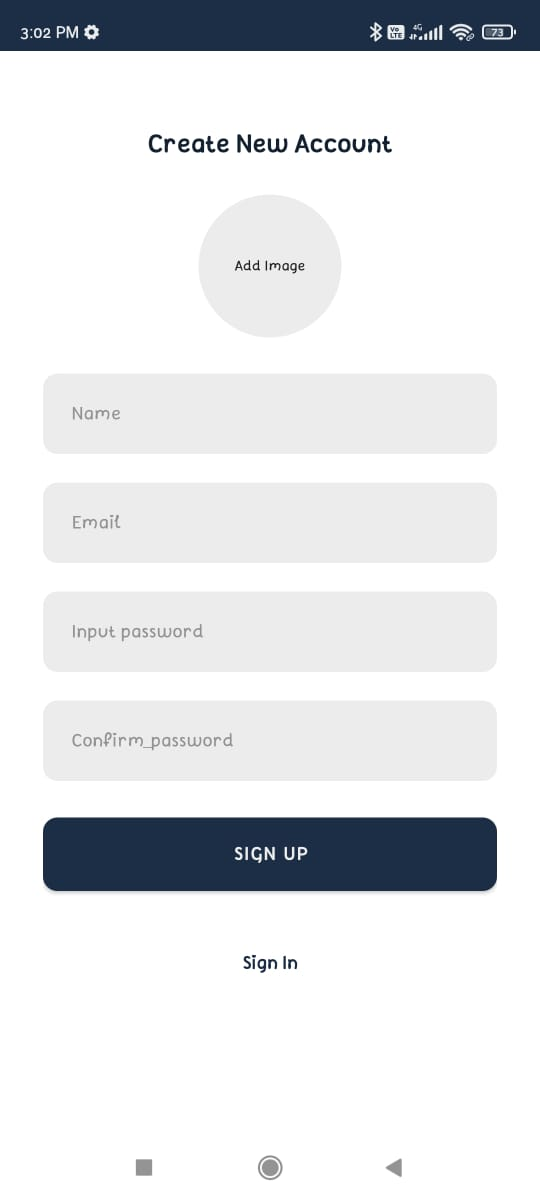 3:02 PM
Vo LTE 4G 73
Create New Account
Add Image
Name
Email
Input password
Confirm_password
SIGN UP
Sign In